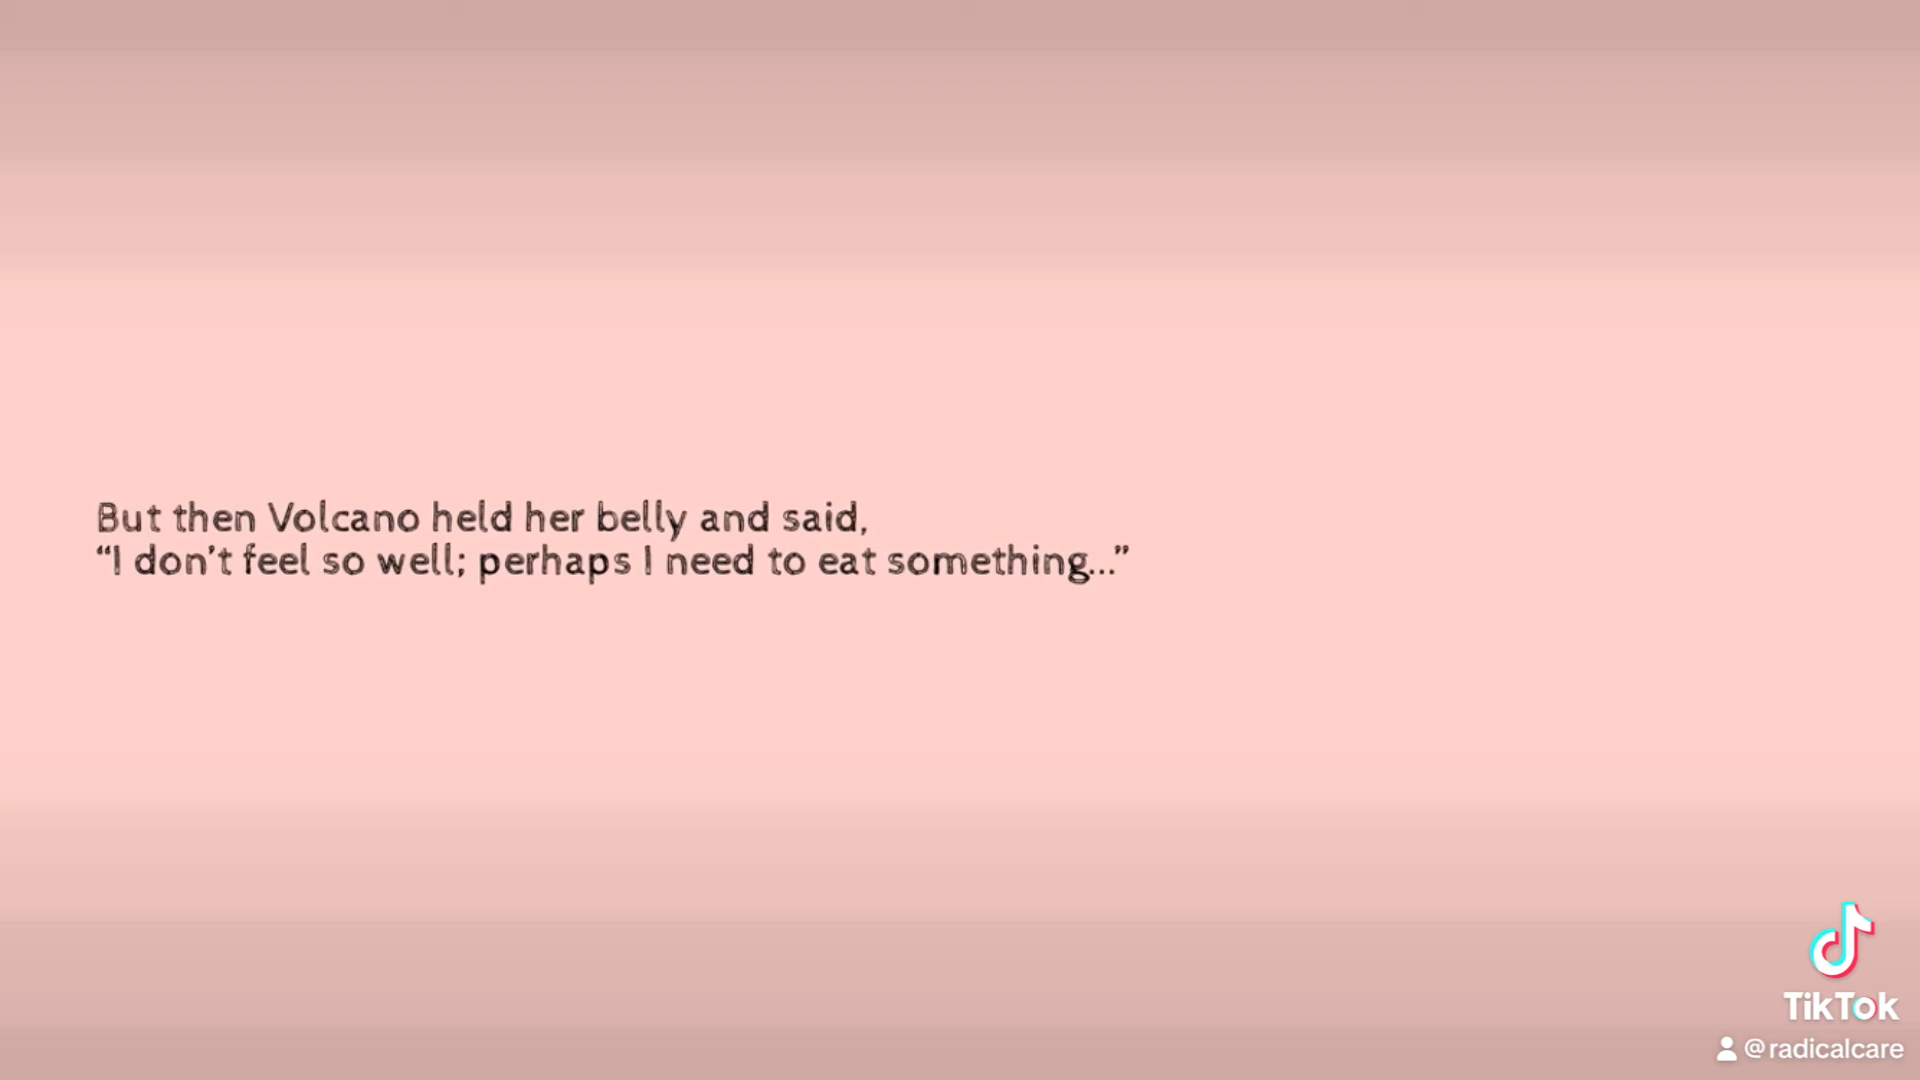 But then Volcano held her belly and said,
“I don’t feel so well; perhaps I need to eat something...”
TikTok
@radicalcare